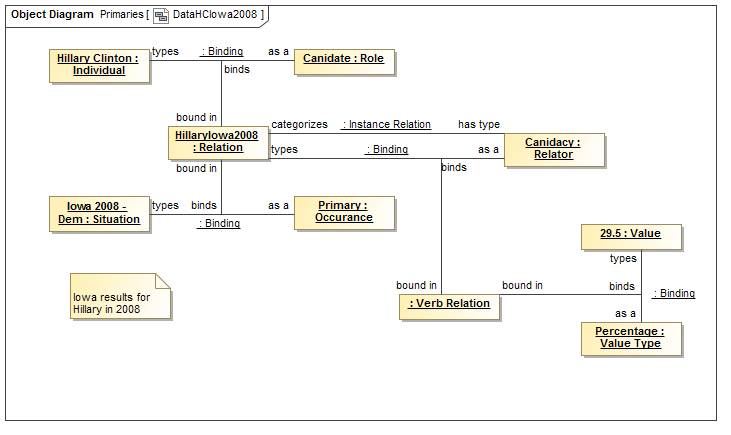 Object Diagram Primaries [ DataHCIowa2008 ]
Hillary Clinton :
Individual
types
: Binding
as a
Canidate : Role
binds
bound in
HillaryIowa2008
: Relation
categorizes
: Instance Relation
has type
types
: Binding
as a
Canidacy :
Relator
bound in
binds
Iowa 2008 -
Dem : Situation
types
binds
as a
: Binding
Primary :
Occurance
29.5 : Value
types
bound in
: Verb Relation
bound in
binds
: Binding
as a
Percentage :
Value Type
Iowa results for
Hillary in 2008